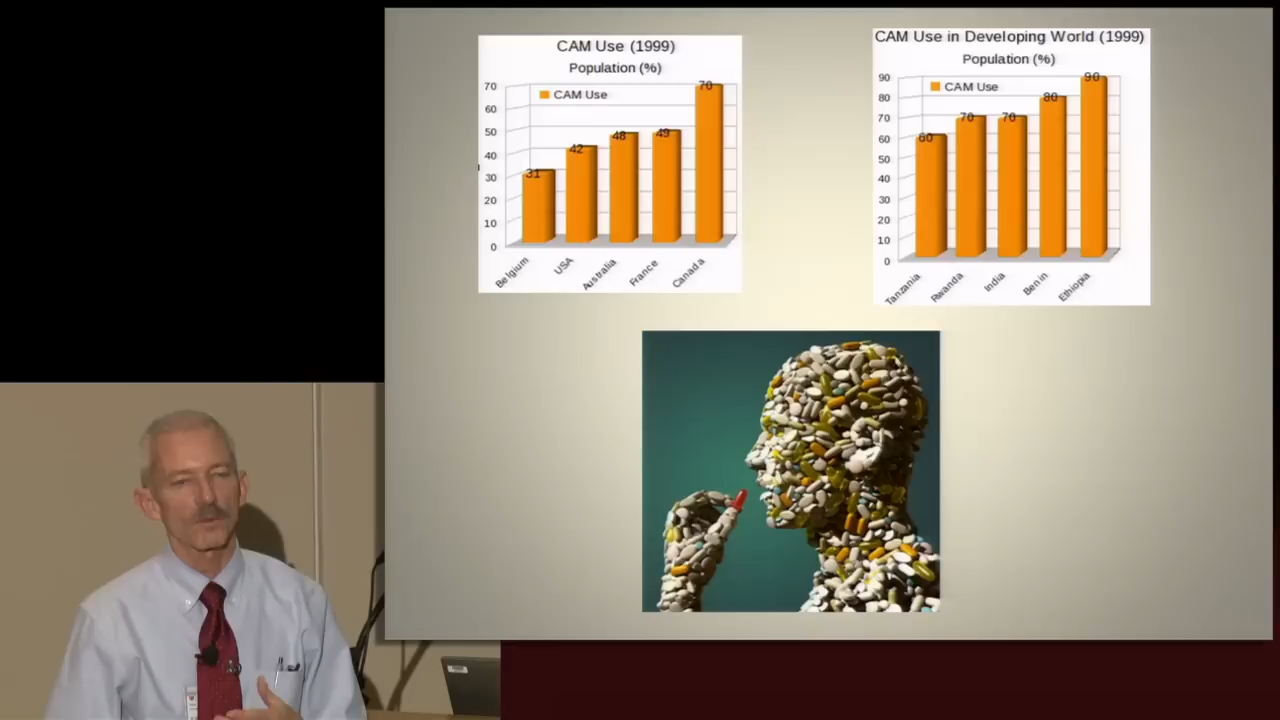 CAM Use (1999)
Population (%)
CAM Use
70
60
50
40
30
20
10
0
31
42
48
49
70
Belgium
USA
Australia
France
Canada
CAM Use in Developing World (1999)
Population (%)
CAM Use
90
80
70
60
50
40
30
20
10
0
60
70
70
80
90
Tanzania
Rwanda
India
Benin
Ethiopia